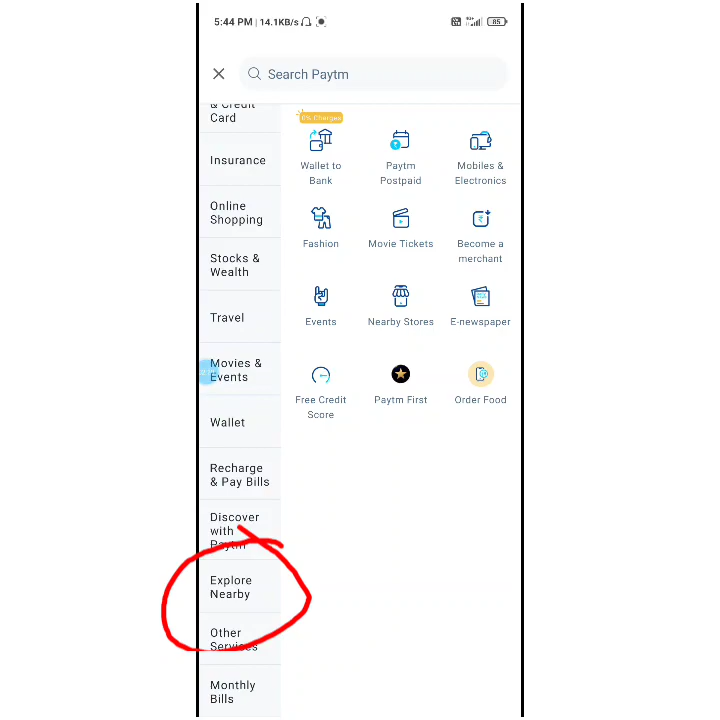 5:44 PM | 14.1KB/s
85
Search Paytm
& Credit
Card
Insurance
Online
Shopping
Stocks &
Wealth
Travel
Movies &
Events
Wallet
Recharge
& Pay Bills
Discover
with
Paytm
Explore
Nearby
Other
Services
Monthly
Bills
0% Charges
Wallet to
Bank
Paytm
Postpaid
Mobiles &
Electronics
Fashion
Movie Tickets
Become a
merchant
Events
Nearby Stores
E-newspaper
Free Credit
Score
Paytm First
Order Food